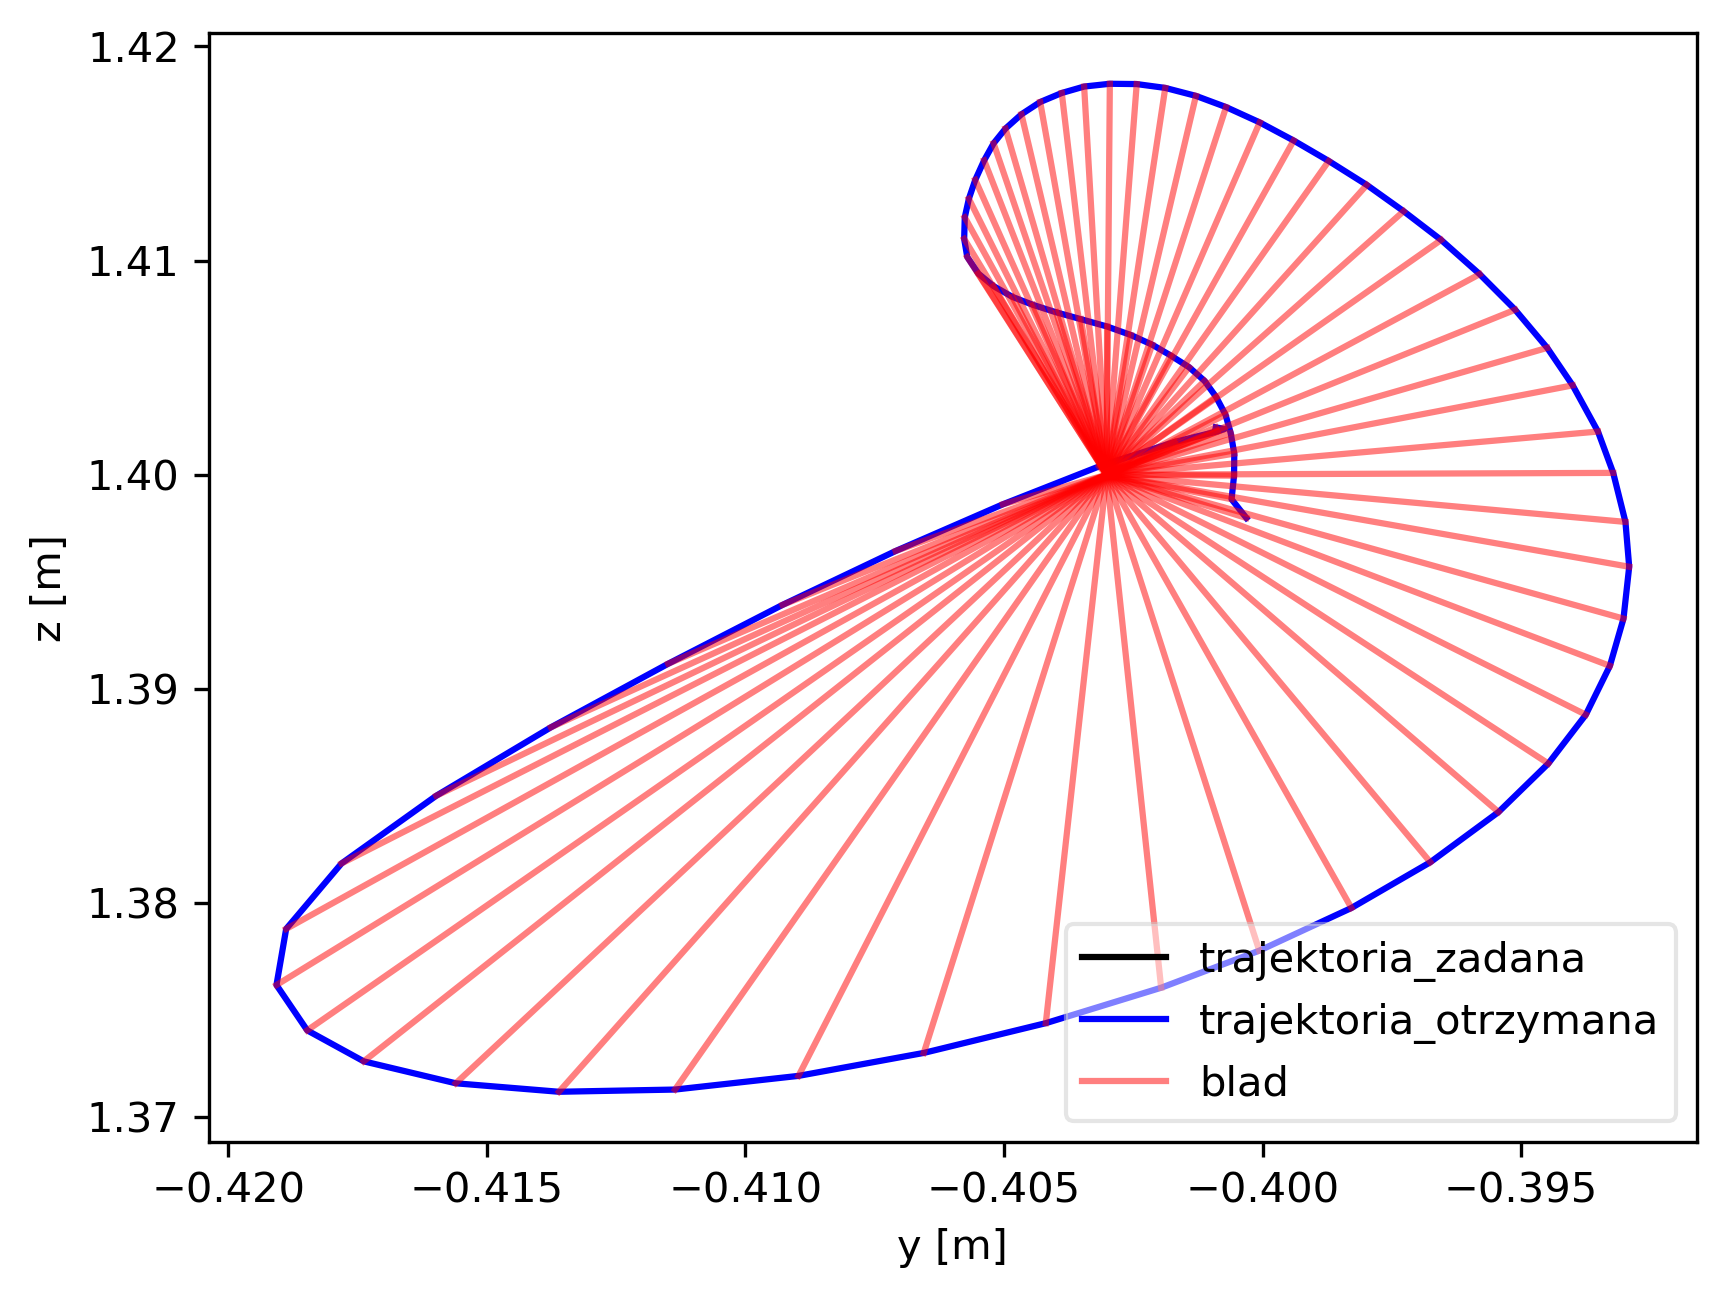 1.42
1.41
1.40
1.39
1.38
1.37
z [m]
−0.420
−0.415
−0.410
−0.405
−0.400
−0.395
y [m]
trajektoria_zadana
trajektoria_otrzymana
blad